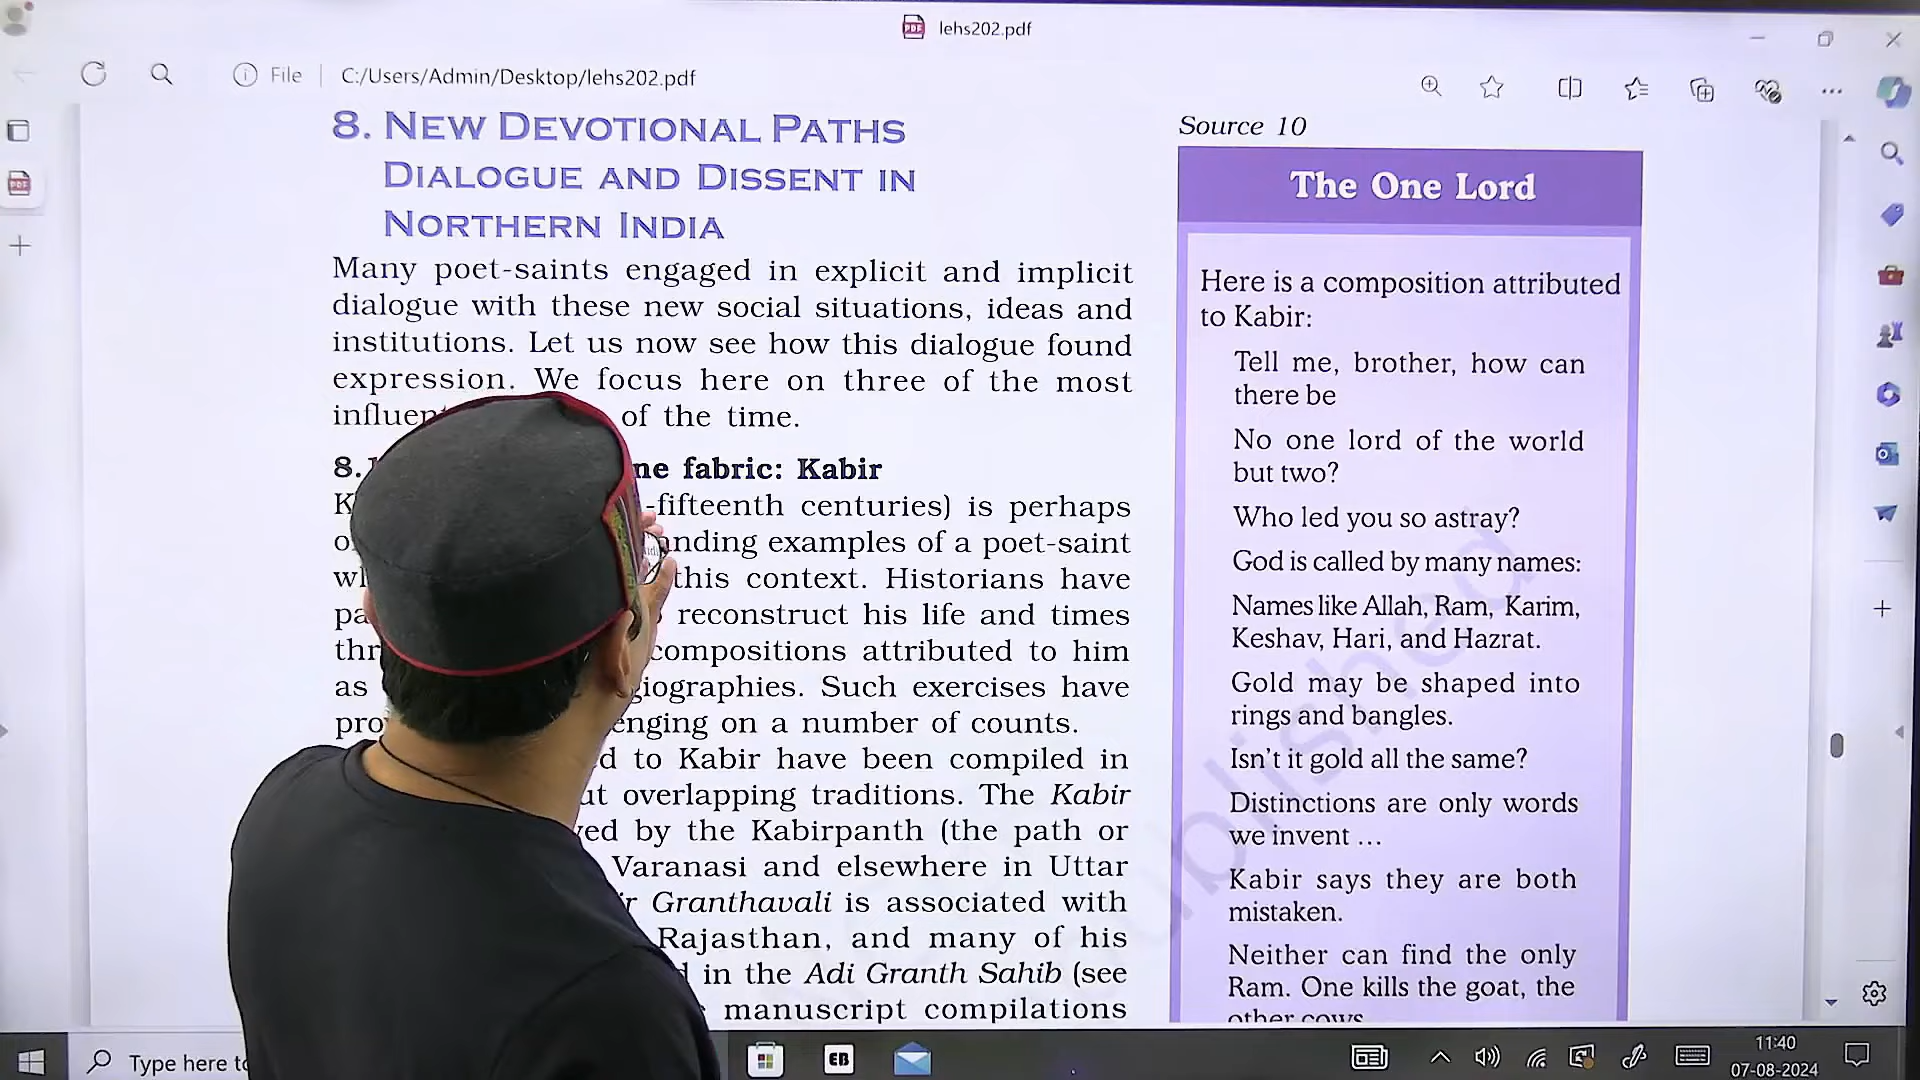 lehs202.pdf
File
C:/Users/Admin/Desktop/lehs202.pdf
8. NEW DEVOTIONAL PATHS
DIALOGUE AND DISSENT IN
NORTHERN INDIA
Many poet-saints engaged in explicit and implicit
dialogue with these new social situations, ideas and
institutions. Let us now see how this dialogue found
expression. We focus here on three of the most
of the time.
fabric: Kabir
-fifteenth centuries) is perhaps
examples of a poet-saint
this context. Historians have
reconstruct his life and times
compositions attributed to him
as Such exercises have
on a number of counts.
to Kabir have been compiled in
overlapping traditions. The Kabir
by the Kabirpanth (the path or
Varanasi and elsewhere in Uttar
Granthavali is associated with
Rajasthan, and many of his
in the Adi Granth Sahib (see
manuscript compilations
Source 10
The One Lord
Here is a composition attributed
to Kabir:
Tell me, brother, how can
there be
No one lord of the world
but two?
Who led you so astray?
God is called by many names:
Names like Allah, Ram, Karim,
Keshav, Hari, and Hazrat.
Gold may be shaped into
rings and bangles.
Isn't it gold all the same?
Distinctions are only words
we invent ...
Kabir says they are both
mistaken.
Neither can find the only
Ram. One kills the goat, the
other cows
Type here
EB
11:40
07-08-2024